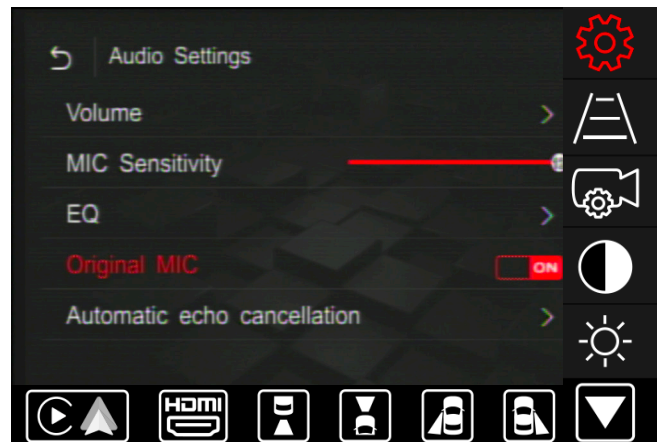 Audio Settings
Volume
MIC Sensitivity
EQ
Original MIC
ON
Automatic echo cancellation
HDMI